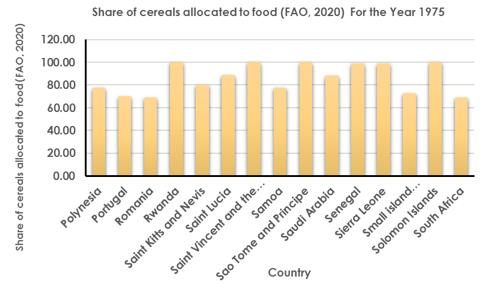 Share of cereals allocated to food (FAO, 2020)  For the Year 1975
Share of cereals allocated to food (FAO, 2020)
120.00
100.00
80.00
60.00
40.00
20.00
0.00
Polynesia
Portugal
Romania
Rwanda
Saint Kitts and Nevis
Saint Lucia
Saint Vincent and the...
Samoa
Sao Tome and Principe
Saudi Arabia
Senegal
Sierra Leone
Small island...
Solomon Islands
South Africa
Country